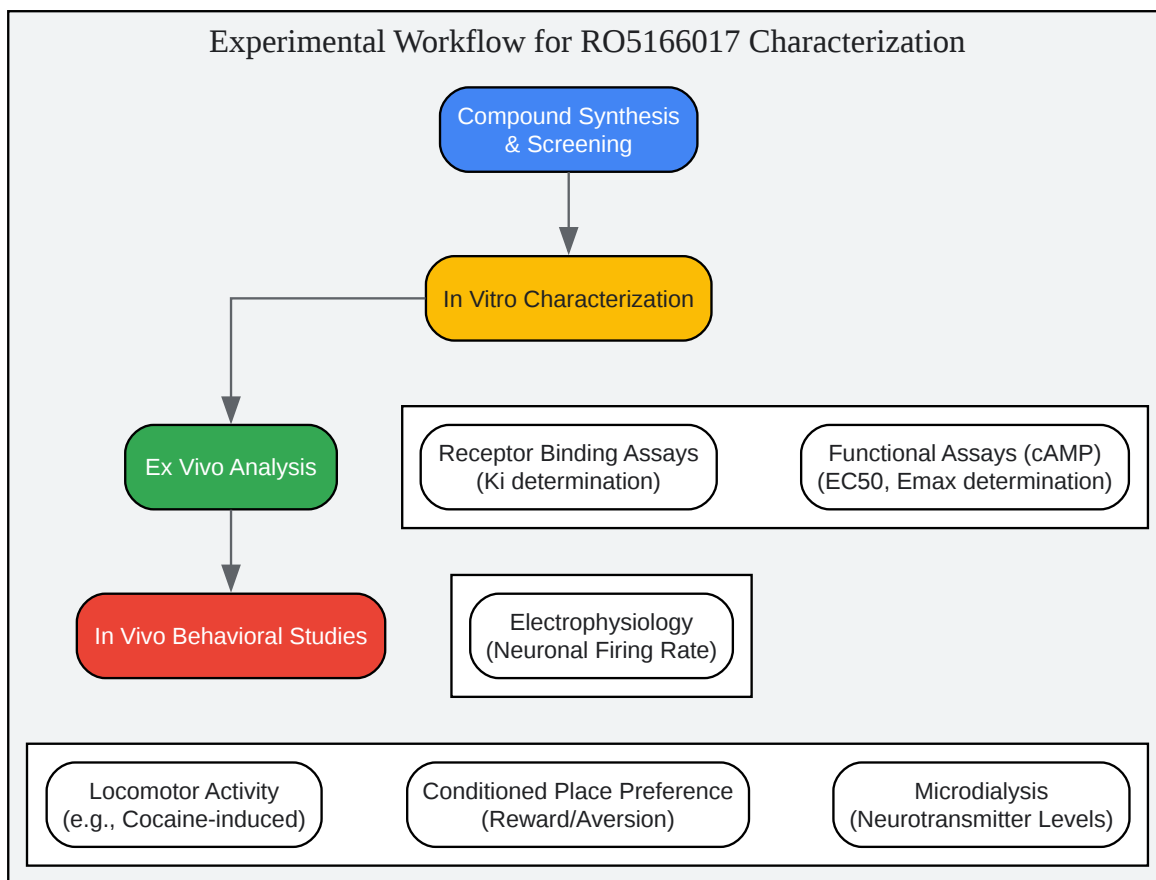 Experimental Workflow for RO5166017 Characterization
Compound Synthesis
& Screening
In Vitro Characterization
Ex Vivo Analysis
Receptor Binding Assays
(Ki determination)
Functional Assays (cAMP)
(EC50, Emax determination)
In Vivo Behavioral Studies
Electrophysiology
(Neuronal Firing Rate)
Locomotor Activity
(e.g., Cocaine-induced)
Conditioned Place Preference
(Reward/Aversion)
Microdialysis
(Neurotransmitter Levels)